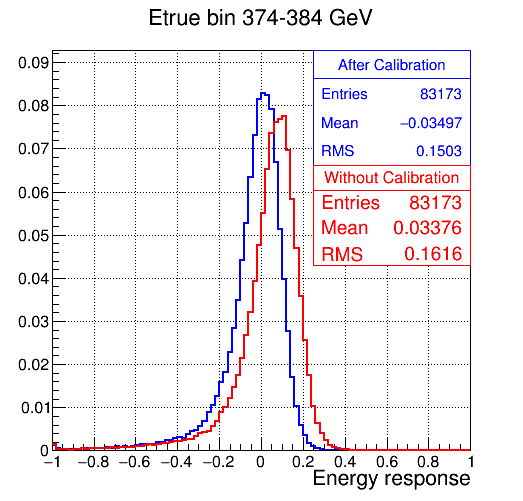 Etrue bin 374-384 GeV
After Calibration
Entries 83173
Mean −0.03497
RMS 0.1503
Without Calibration
Entries 83173
Mean 0.03376
RMS 0.1616
0.09
0.08
0.07
0.06
0.05
0.04
0.03
0.02
0.01
0
−1 −0.8 −0.6 −0.4 −0.2 0 0.2 0.4 0.6 0.8 1
Energy response